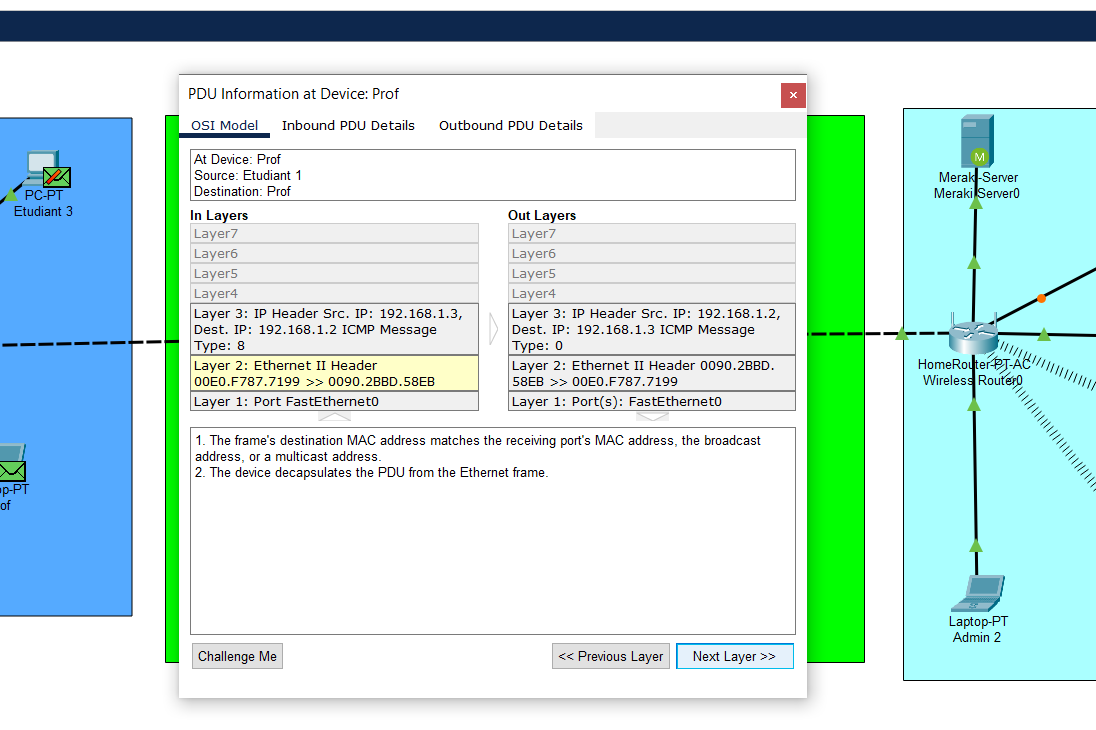 PDU Information at Device: Prof
OSI Model Inbound PDU Details Outbound PDU Details
At Device: Prof
Source: Etudiant 1
Destination: Prof
In Layers
Layer7
Layer6
Layer5
Layer4
Layer 3: IP Header Src. IP: 192.168.1.3,
Dest. IP: 192.168.1.2 ICMP Message
Type: 8
Layer 2: Ethernet II Header
00E0.F787.7199 >> 0090.2BBD.58EB
Layer 1: Port FastEthernet0
Out Layers
Layer7
Layer6
Layer5
Layer4
Layer 3: IP Header Src. IP: 192.168.1.2,
Dest. IP: 192.168.1.3 ICMP Message
Type: 0
Layer 2: Ethernet II Header 0090.2BBD.
58EB >> 00E0.F787.7199
Layer 1: Port(s): FastEthernet0
1. The frame's destination MAC address matches the receiving port's MAC address, the broadcast
address, or a multicast address.
2. The device decapsulates the PDU from the Ethernet frame.
Challenge Me
<< Previous Layer
Next Layer >>
PC-PT
Etudiant 3
op-PT
of
M
Meraki-Server
Meraki Server0
HomeRouter-PT-AC
Wireless Router0
Laptop-PT
Admin 2